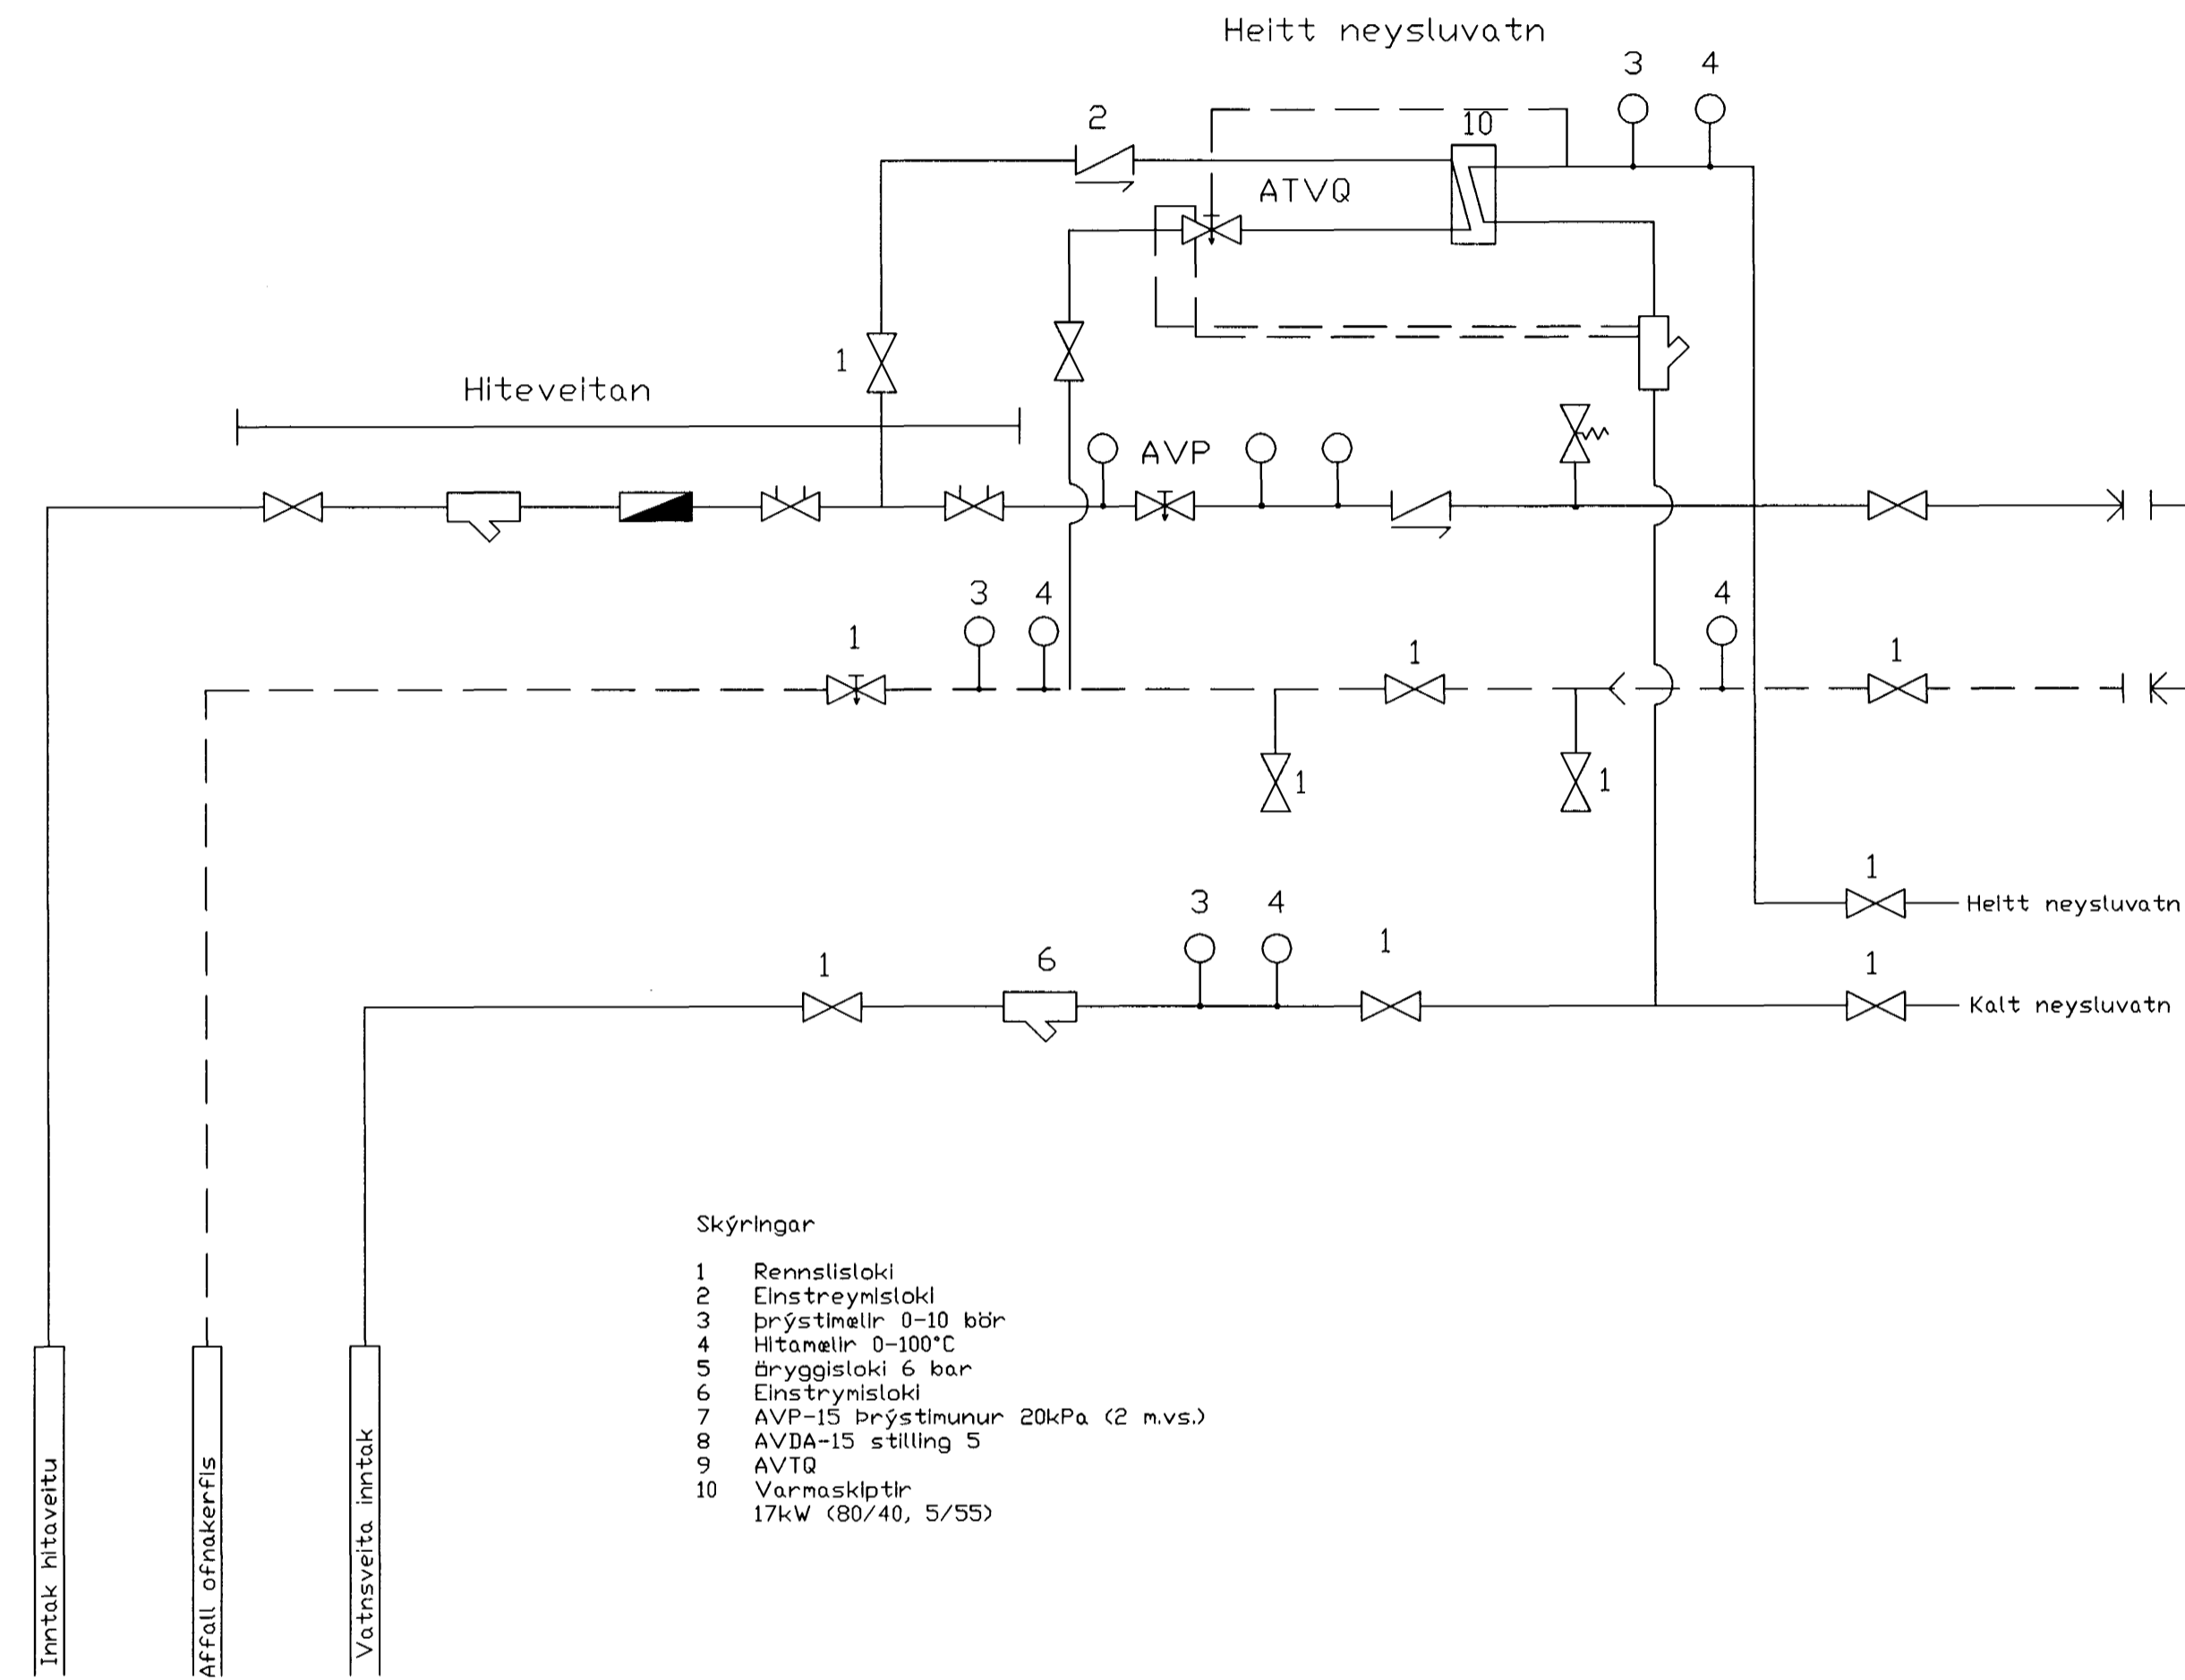 Heitt neysluvatn
3 4
2
10
ATVQ
1
Hiteveitan
AVP
3 4
4
1
1
1
1
1
1
Heitt neysluvatn
3 4
1
6
1
1
Kalt neysluvatn
Skýringar
1 Rennslisloki
2 Einstreymisloki
3 þrýstimælir 0-10 bör
4 Hitamælir 0-100°C
5 öryggisloki 6 bar
6 Einstrymisloki
7 AVP-15 Þrýstimunur 20kPa (2 m.vs.)
8 AVDA-15 stilling 5
9 AVTQ
10 Varmaskiptir
17kW (80/40, 5/55)
Inntak hitaveitu
Affall ofnakerfis
Vatnsveita inntak